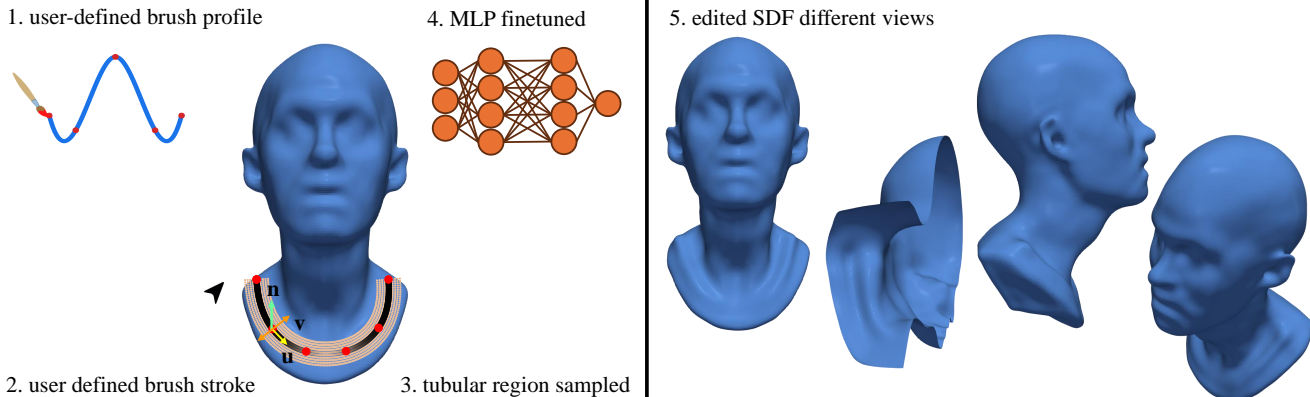 1. user-defined brush profile
4. MLP finetuned
n
v
u
2. user defined brush stroke
3. tubular region sampled
5. edited SDF different views